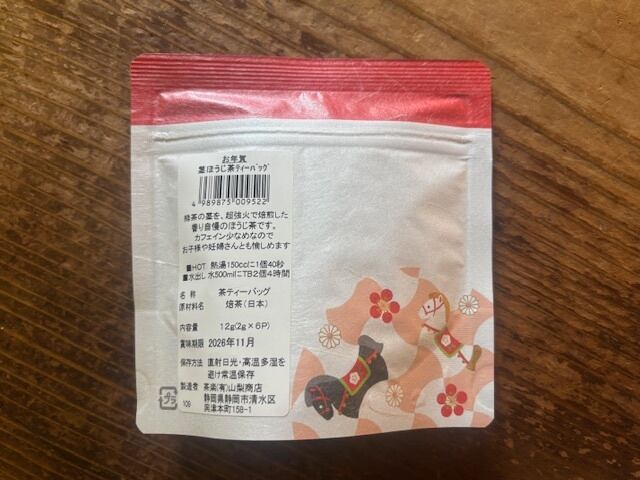 お年賀
茎ほうじ茶ティーバッグ
4 989875 009522
緑茶の茎を、超強火で焙煎した
香り自慢のほうじ茶です。
カフェイン少なめなので
お子様や妊婦さんとも愉しめます
■HOT 熱湯150ccに1個40秒
■水出し 水500mlにTB2個4時間
名 称 茶ティーバッグ
原材料名 焙茶(日本)
内容量 12g(2g×6P)
賞味期限 2026年11月
保存方法 直射日光・高温多湿を
避け常温保存
製造者 茶楽(有)山梨商店
静岡県静岡市清水区
興津本町158-1
プラ
109